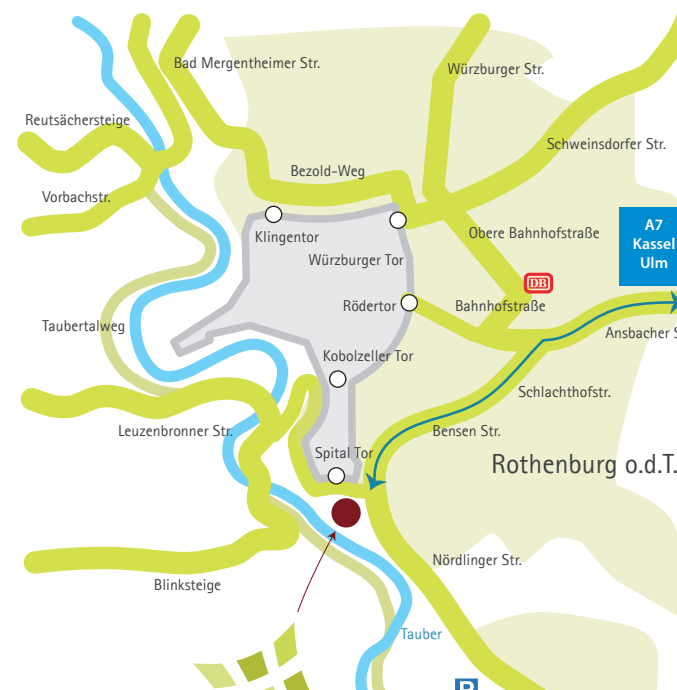 Bad Mergentheimer Str.
Würzburger Str.
Reutsächersteige
Schweinsdorfer Str.
Bezold-Weg
Vorbachstr.
A7
Kassel
Ulm
Klingentor
Obere Bahnhofstraße
Würzburger Tor
DB
Rödertor
Bahnhofstraße
Taubertalweg
Ansbacher S
Kobolzeller Tor
Schlachthofstr.
Leuzenbronner Str.
Bensen Str.
Spital Tor
Rothenburg o.d.T.
Nördlinger Str.
Blinksteige
Tauber
P